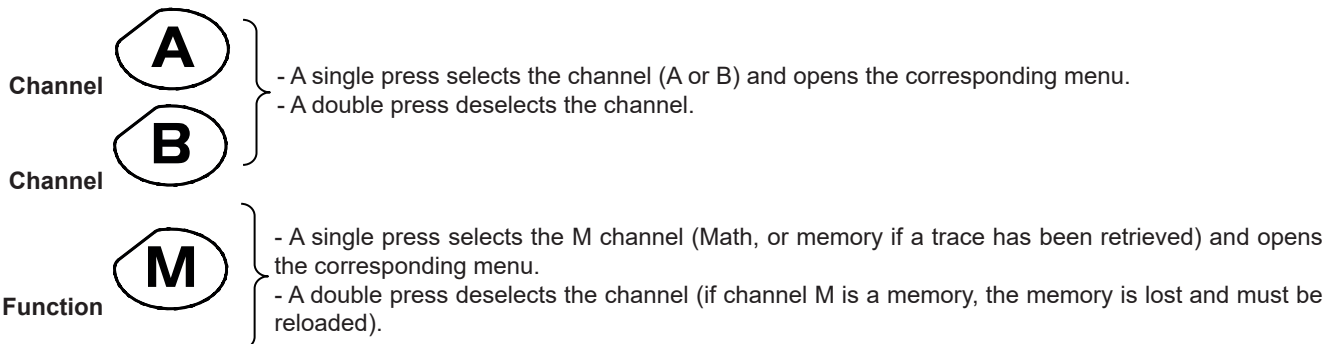 A
Channel
- A single press selects the channel (A or B) and opens the corresponding menu.
- A double press deselects the channel.
B
Channel
M
Function
- A single press selects the M channel (Math, or memory if a trace has been retrieved) and opens
the corresponding menu.
- A double press deselects the channel (if channel M is a memory, the memory is lost and must be
reloaded).